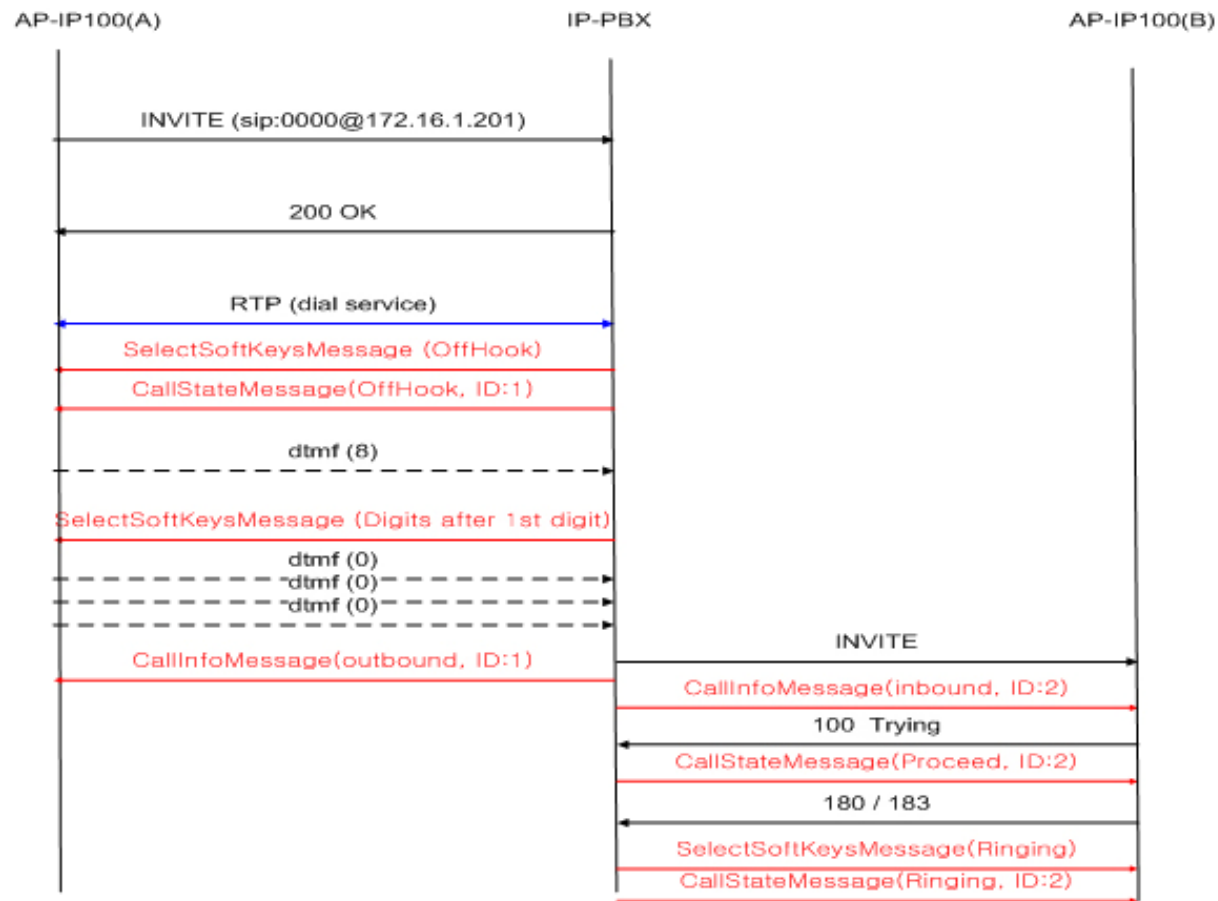 AP-IP100(A)
IP-PBX
AP-IP100(B)
INVITE (sip:0000@172.16.1.201)
200 OK
RTP (dial service)
SelectSoftKeysMessage (OffHook)
CallStateMessage(OffHook, ID:1)
dtmf (8)
SelectSoftKeysMessage (Digits after 1st digit)
dtmf (0)
dtmf (0)
dtmf (0)
INVITE
CallInfoMessage(outbound, ID:1)
CallInfoMessage(inbound, ID:2)
100 Trying
CallStateMessage(Proceed, ID:2)
180 / 183
SelectSoftKeysMessage(Ringing)
CallStateMessage(Ringing, ID:2)